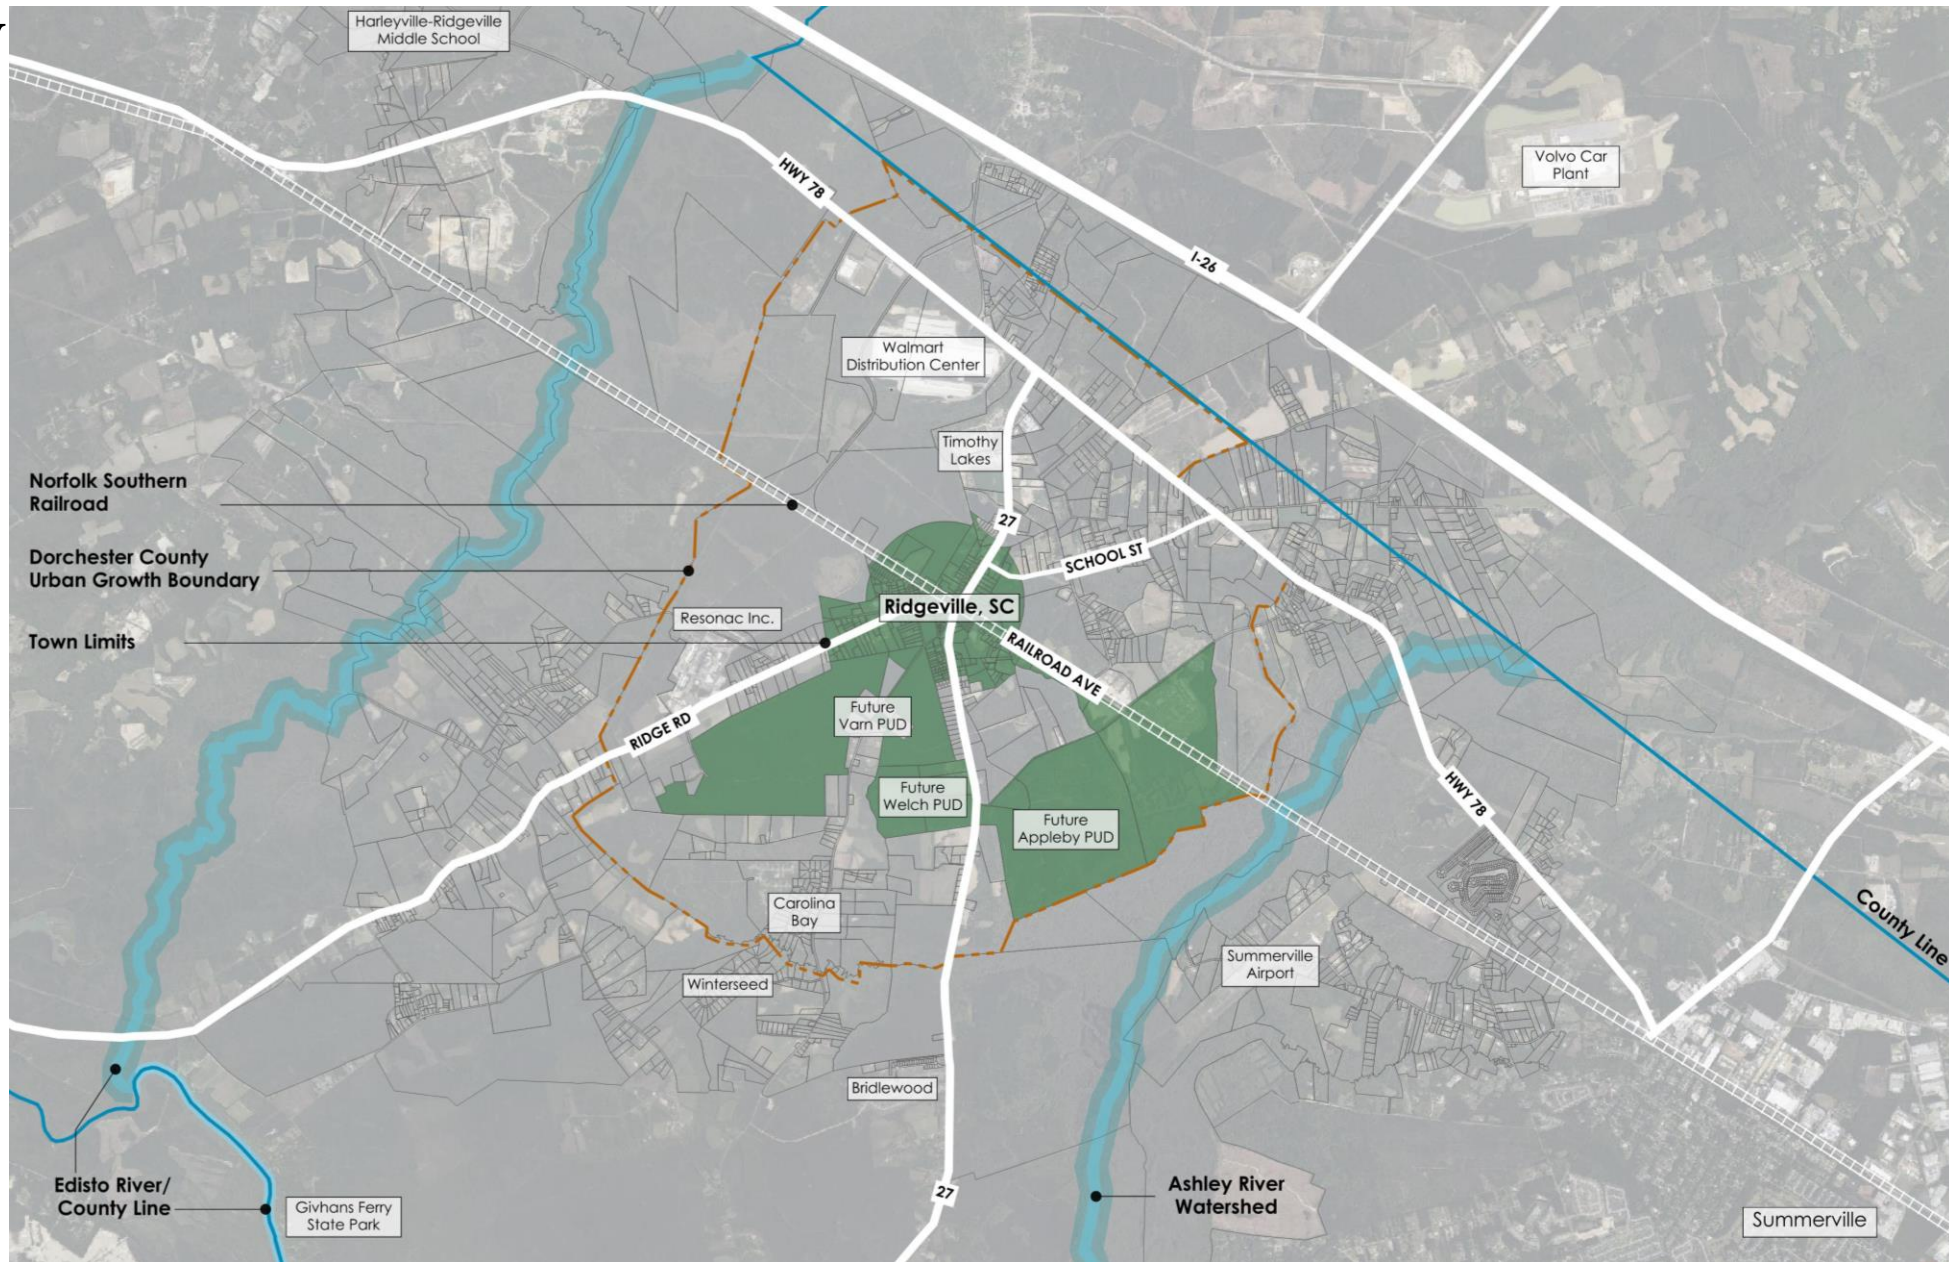 Harleyville-Ridgeville
Middle School
HWY 78
Volvo Car
Plant
I-26
Walmart
Distribution Center
Timothy
Lakes
Norfolk Southern
Railroad
27
Dorchester County
Urban Growth Boundary
SCHOOL ST
Resonac Inc.
Ridgeville, SC
Town Limits
RAILROAD AVE
RIDGE RD
Future
Varn PUD
Future
Welch PUD
HWY 78
Future
Appleby PUD
Carolina
Bay
County Line
Summerville
Airport
Winterseed
Bridlewood
Edisto River/
County Line
Givhans Ferry
State Park
27
Ashley River
Watershed
Summerville